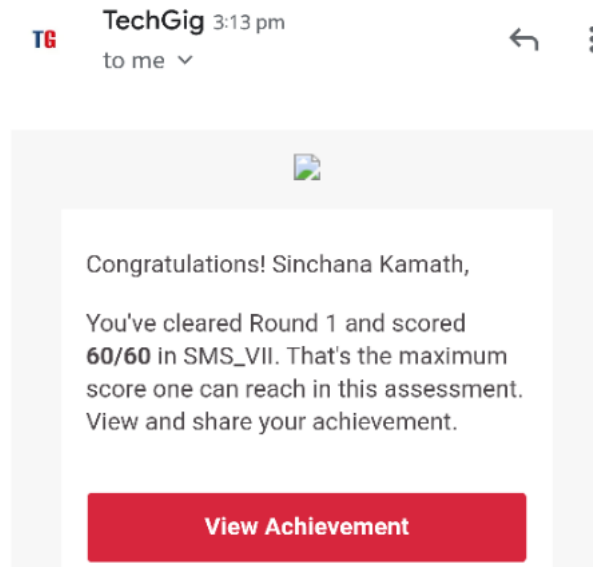 TG
TechGig 3:13 pm
to me
Congratulations! Sinchana Kamath,
You've cleared Round 1 and scored
60/60 in SMS_VII. That's the maximum
score one can reach in this assessment.
View and share your achievement.
View Achievement